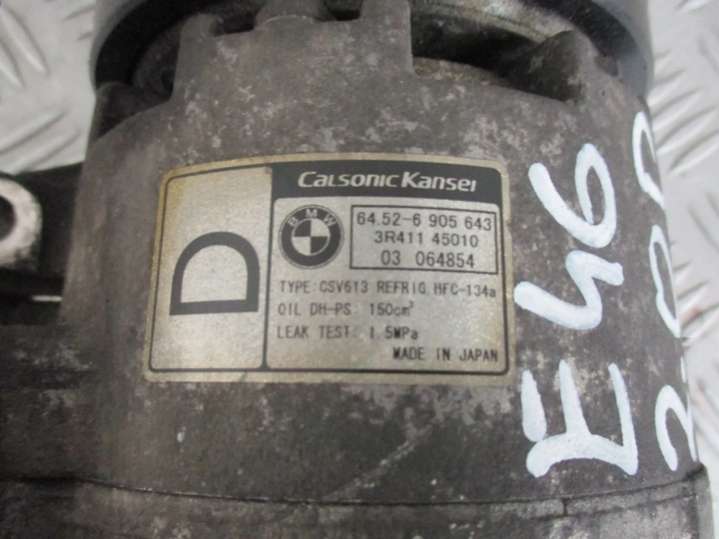 CALSONIC KANSEI
D
BMW
64.52-6 905 643
3R411 45010
03 064854
TYPE: CSV613 REFRIG. HFC-134a
OIL DH-PS: 150cm³
LEAK TEST: 1.5MPa
MADE IN JAPAN
E46